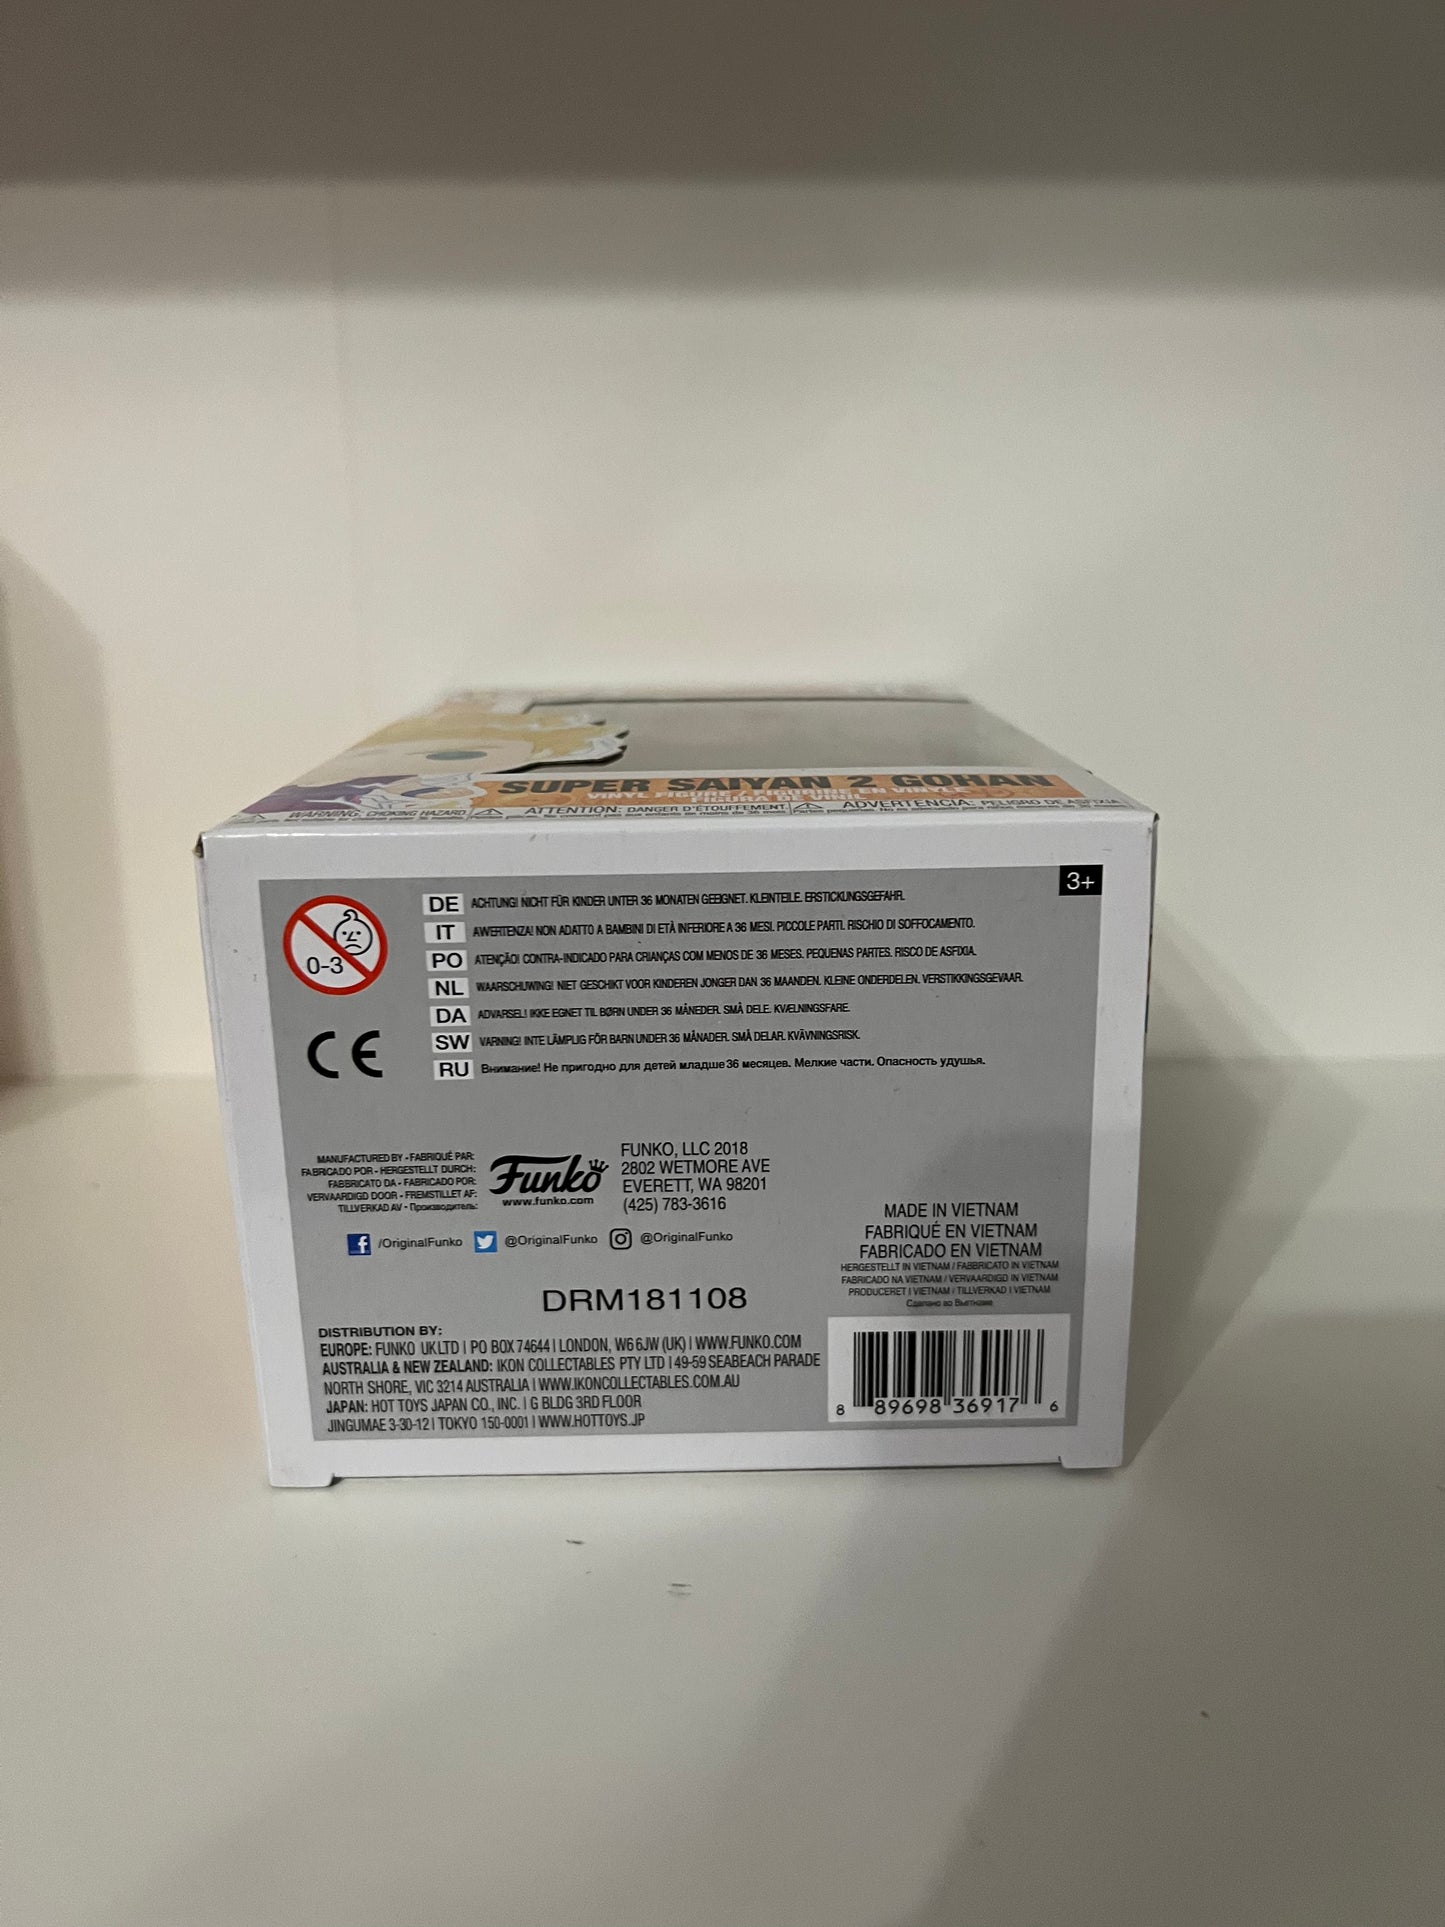 SUPER SAIYAN 2 GOHAN
VINYL FIGURE / FIGURINE EN VINYLE
FIGURA DE VINIL
WARNING: CHOKING HAZARD. ATTENTION: DANGER D'ÉTOUFFEMENT. ADVERTENCIA: PELIGRO DE ASFIXIA.
3+
0-3
DE ACHTUNG! NICHT FÜR KINDER UNTER 36 MONATEN GEEIGNET. KLEINTEILE. ERSTICKUNGSGEFAHR.
IT AVVERTENZA! NON ADATTO A BAMBINI DI ETÀ INFERIORE A 36 MESI. PICCOLE PARTI. RISCHIO DI SOFFOCAMENTO.
PO ATENÇÃO! CONTRA-INDICADO PARA CRIANÇAS COM MENOS DE 36 MESES. PEQUENAS PARTES. RISCO DE ASFIXIA.
NL WAARSCHUWING! NIET GESCHIKT VOOR KINDEREN JONGER DAN 36 MAANDEN. KLEINE ONDERDELEN. VERSTIKKINGSGEVAAR.
DA ADVARSEL! IKKE EGNET TIL BØRN UNDER 36 MÅNEDER. SMÅ DELE. KVÆLNINGSFARE.
SW VARNING! INTE LÄMPLIG FÖR BARN UNDER 36 MÅNADER. SMÅ DELAR. KVÄVNINGSRISK.
RU Внимание! Не пригодно для детей младше 36 месяцев. Мелкие части. Опасность удушья.
CE
MANUFACTURED BY • FABRIQUÉ PAR:
FABRICADO POR • HERGESTELLT DURCH:
FABBRICATO DA • FABRICADO POR:
VERVAARDIGD DOOR • FREMSTILLET AF:
TILLVERKAD AV • Производитель:
Funko
www.funko.com
FUNKO, LLC 2018
2802 WETMORE AVE
EVERETT, WA 98201
(425) 783-3616
/OriginalFunko @OriginalFunko @OriginalFunko
MADE IN VIETNAM
FABRIQUÉ EN VIETNAM
FABRICADO EN VIETNAM
HERGESTELLT IN VIETNAM / FABBRICATO IN VIETNAM
FABRICADO NA VIETNAM / VERVAARDIGD IN VIETNAM
PRODUCERET I VIETNAM / TILLVERKAD I VIETNAM
Сделано во Вьетнаме
DRM181108
DISTRIBUTION BY:
EUROPE: FUNKO UK LTD | PO BOX 74644 | LONDON, W6 6JW (UK) | WWW.FUNKO.COM
AUSTRALIA & NEW ZEALAND: IKON COLLECTABLES PTY LTD | 49-59 SEABEACH PARADE
NORTH SHORE, VIC 3214 AUSTRALIA | WWW.IKONCOLLECTABLES.COM.AU
JAPAN: HOT TOYS JAPAN CO., INC. | G BLDG 3RD FLOOR
JINGUMAE 3-30-12 | TOKYO 150-0001 | WWW.HOTTOYS.JP
8 89698 36917 6